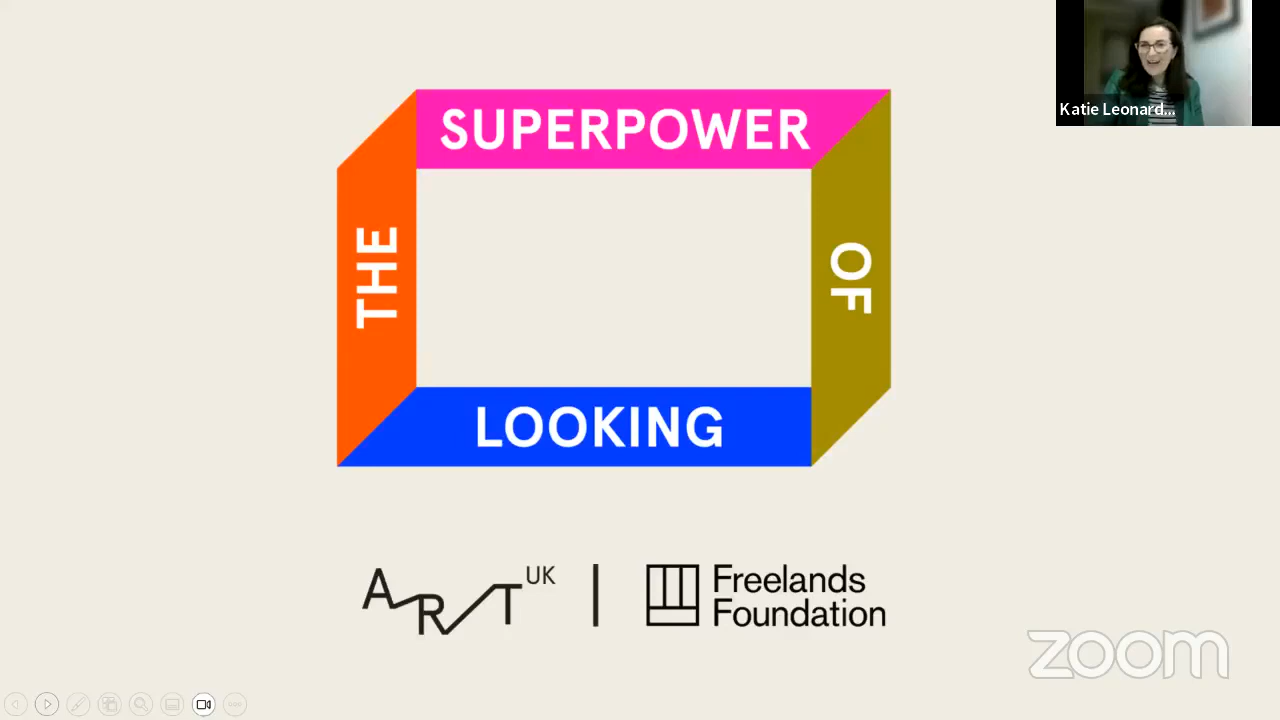 Katie Leonard...
THE
SUPERPOWER
OF
LOOKING
ART UK
Freelands
Foundation
zoom